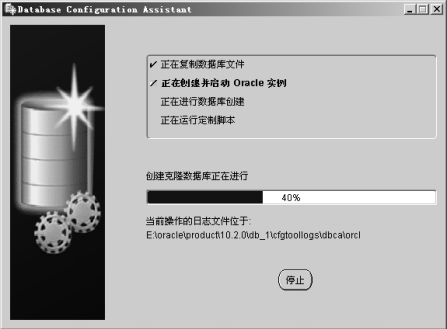 Database Configuration Assistant
正在复制数据库文件
正在创建并启动 Oracle 实例
正在进行数据库创建
正在运行定制脚本
创建克隆数据库正在进行
40%
当前操作的日志文件位于:
E:\oracle\product\10.2.0\db_1\cfgtoollogs\dbca\orcl
停止